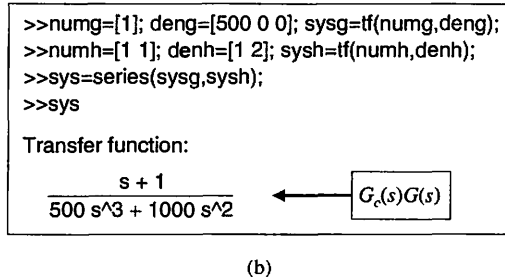 >>numg=[1]; deng=[500 0 0]; sysg=tf(numg,deng);
>>numh=[1 1]; denh=[1 2]; sysh=tf(numh,denh);
>>sys=series(sysg,sysh);
>>sys
Transfer function:
s + 1
500 s^3 + 1000 s^2
G_c(s)G(s)
(b)